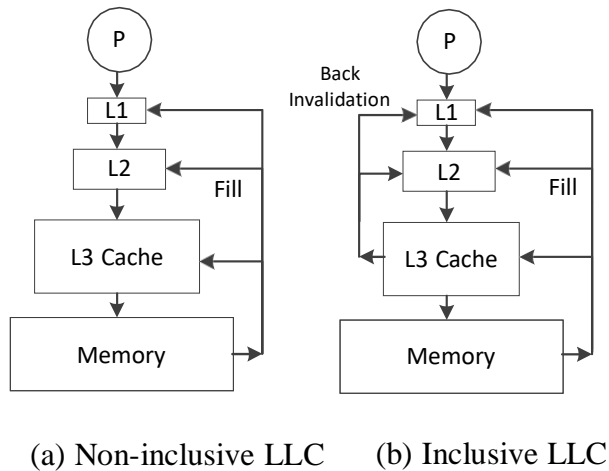 P
L1
L2
Fill
L3 Cache
Memory
(a) Non-inclusive LLC
P
Back
Invalidation
L1
L2
Fill
L3 Cache
Memory
(b) Inclusive LLC